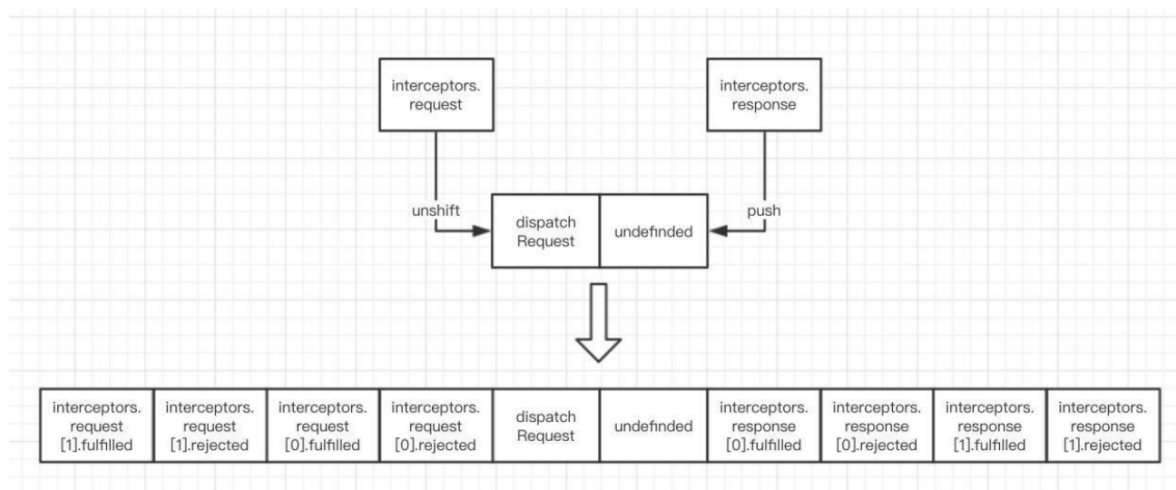 interceptors.
request
interceptors.
response
unshift
push
dispatch
Request
undefinded
interceptors.
request
[1].fulfilled
interceptors.
request
[1].rejected
interceptors.
request
[0].fulfilled
interceptors.
request
[0].rejected
dispatch
Request
undefinded
interceptors.
response
[0].fulfilled
interceptors.
response
[0].rejected
interceptors.
response
[1].fulfilled
interceptors.
response
[1].rejected